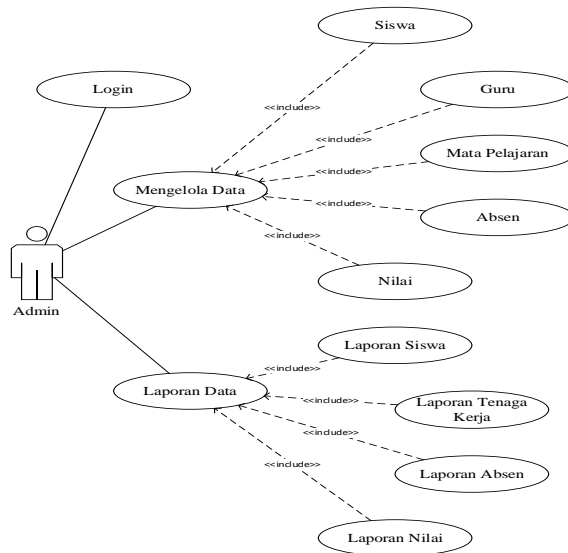 Siswa
Login
<<include>>
Guru
<<include>>
Mata Pelajaran
<<include>>
Mengelola Data
<<include>>
Absen
<<include>>
Nilai
Admin
Laporan Siswa
<<include>>
Laporan Data
<<include>>
Laporan Tenaga
Kerja
<<include>>
<<include>>
Laporan Absen
Laporan Nilai